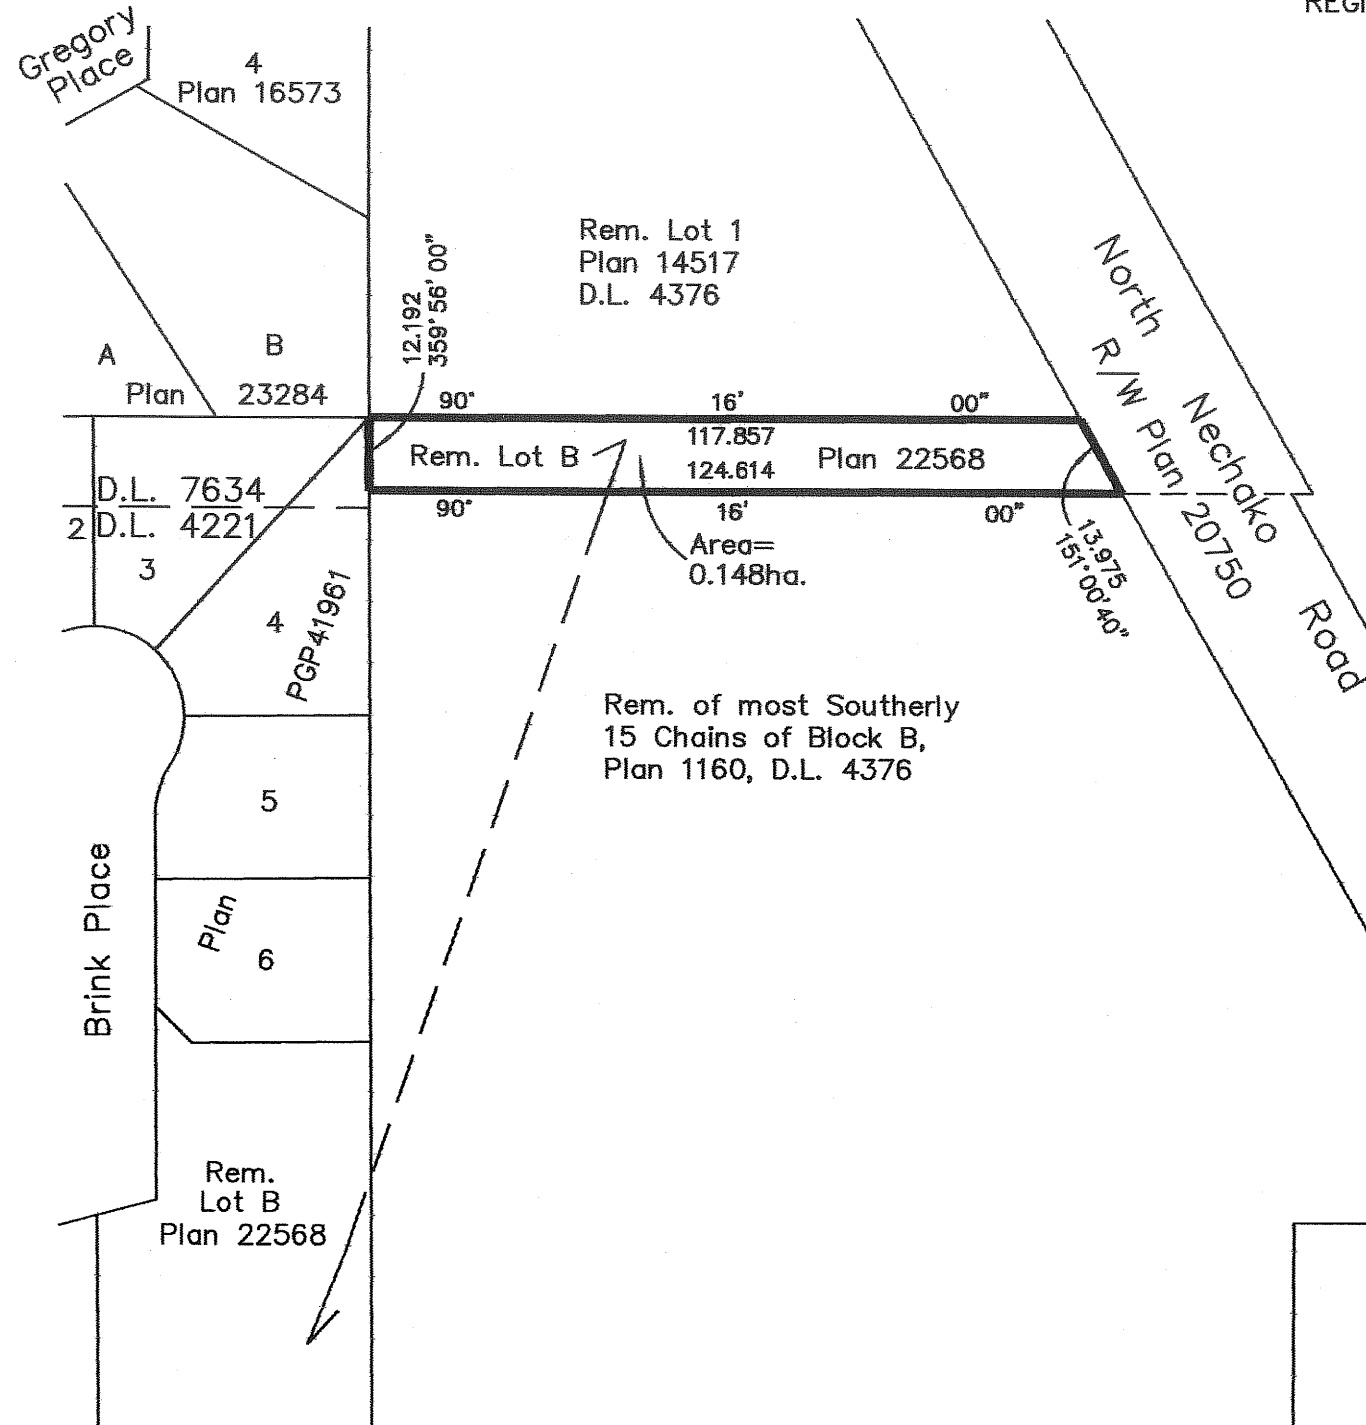 REGI
Gregory
Place
4
Plan 16573
Rem. Lot 1
Plan 14517
D.L. 4376
12.192
359°56'00"
A
B
Plan 23284
North Nechako Road
R/W Plan 20750
90° 16' 00"
117.857
Rem. Lot B
124.614
Plan 22568
90° 16' 00"
D.L. 7634
2
D.L. 4221
3
Area=
0.148ha.
13.975
151°00'40"
4
Plan PGP41961
Rem. of most Southerly
15 Chains of Block B,
Plan 1160, D.L. 4376
5
6
Brink Place
Rem.
Lot B
Plan 22568